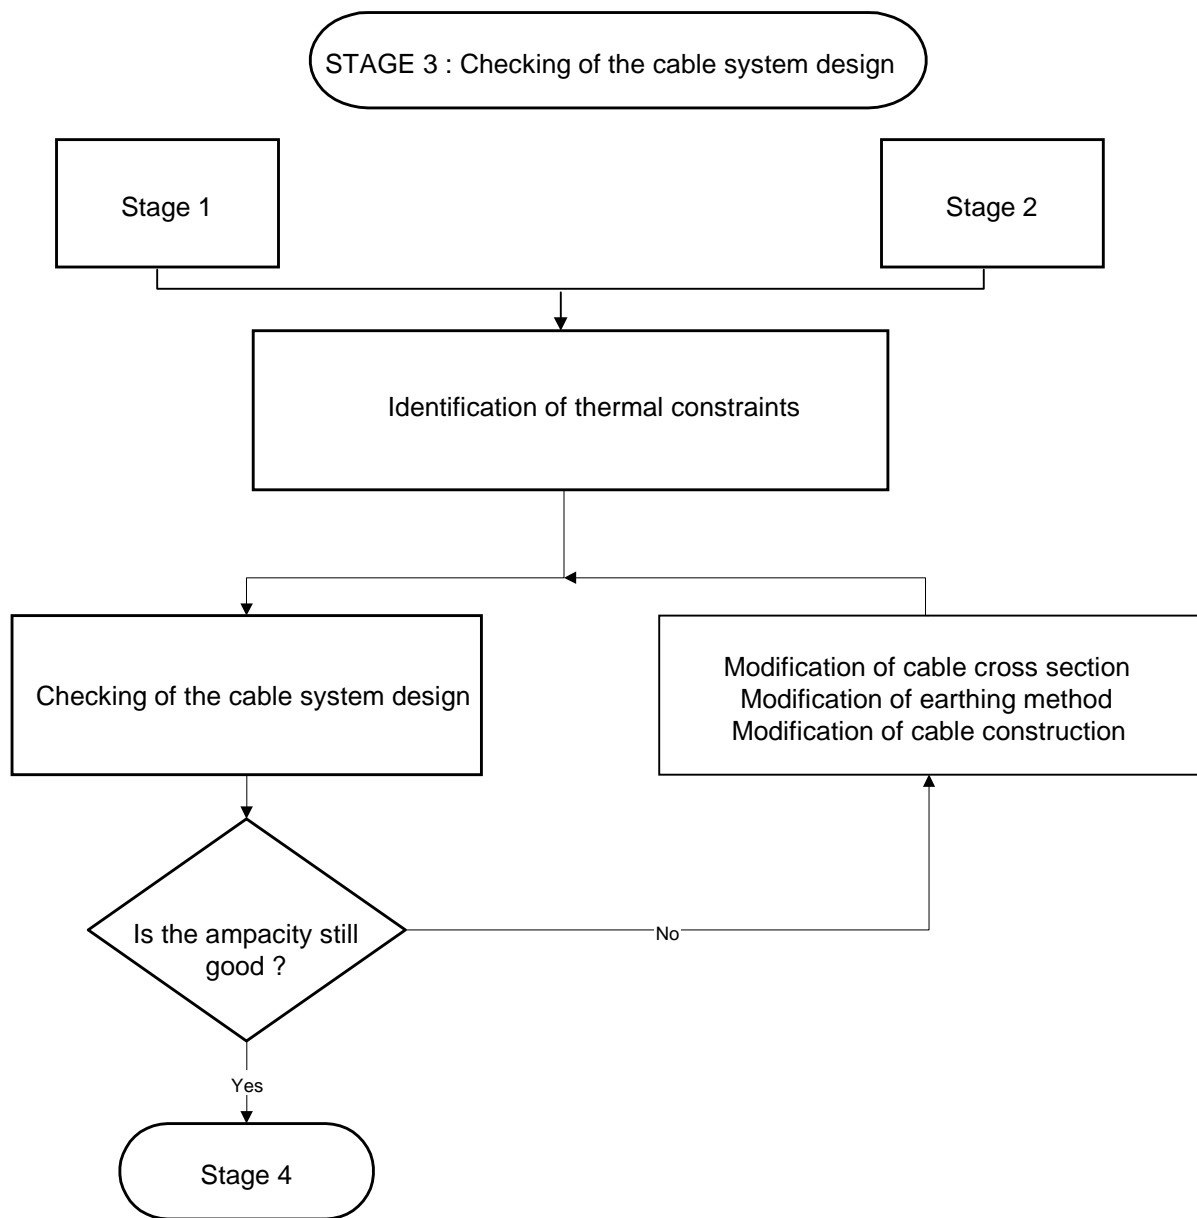 STAGE 3 : Checking of the cable system design
Stage 1
Stage 2
Identification of thermal constraints
Checking of the cable system design
Modification of cable cross section
Modification of earthing method
Modification of cable construction
Is the ampacity still
good ?
No
Yes
Stage 4